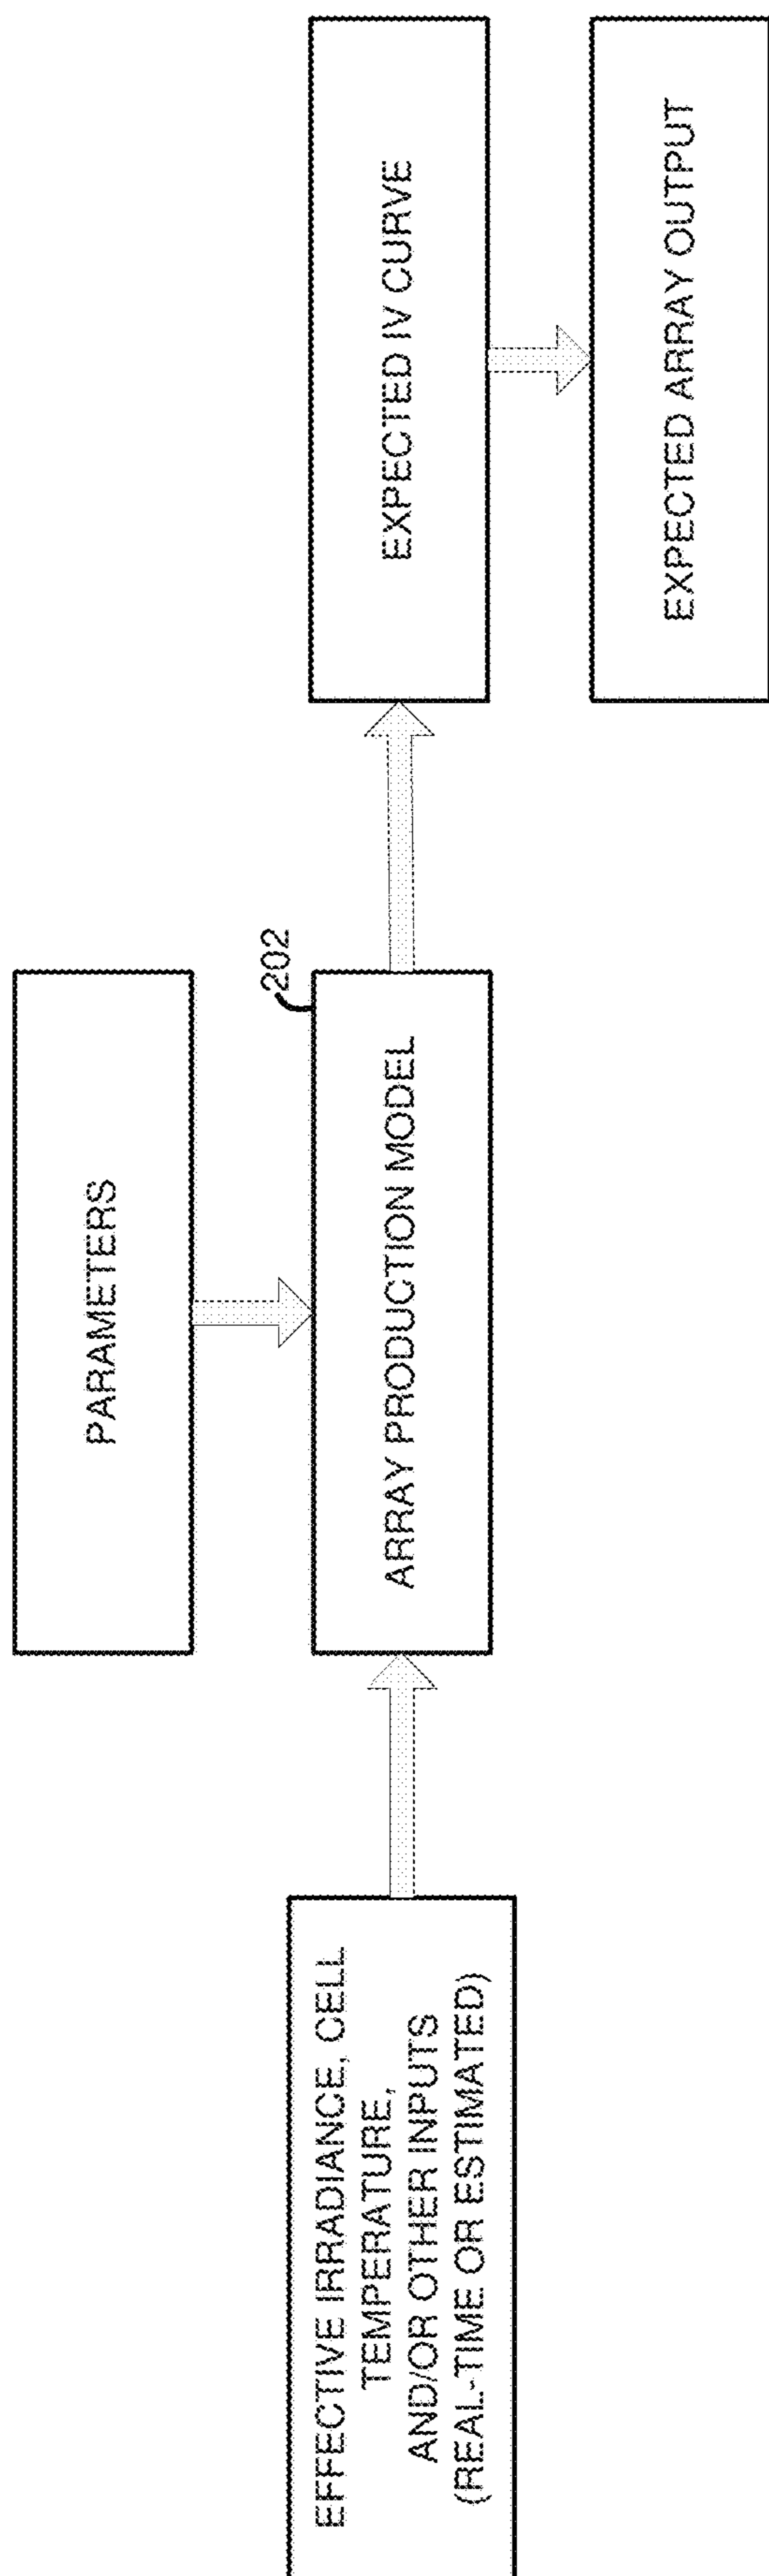 PARAMETERS
EFFECTIVE IRRADIANCE, CELL
TEMPERATURE,
AND/OR OTHER INPUTS
(REAL-TIME OR ESTIMATED)
202
ARRAY PRODUCTION MODEL
EXPECTED IV CURVE
EXPECTED ARRAY OUTPUT